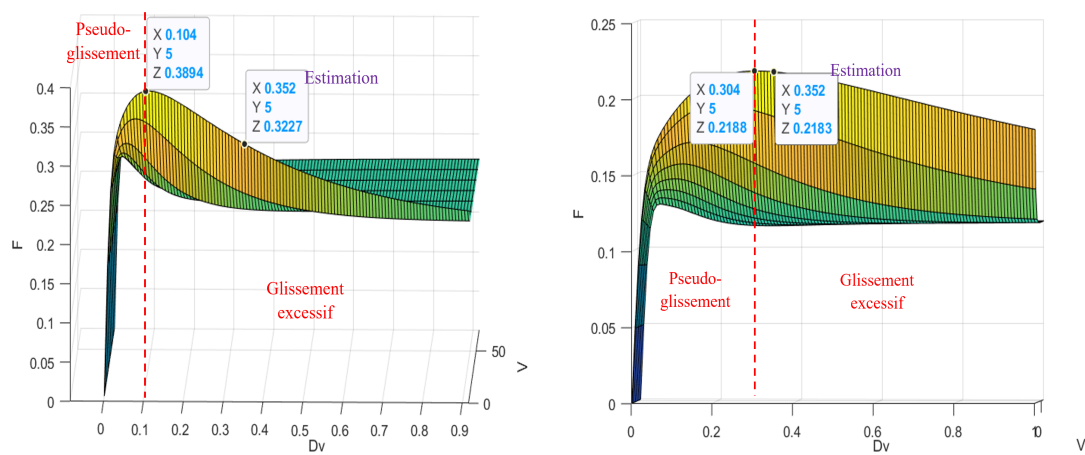 Pseudo-
glissement
X 0.104
Y 5
Z 0.3894
Estimation
X 0.352
Y 5
Z 0.3227
0.4
0.35
0.3
0.25
0.2
0.15
0.1
0.05
0
F
Glissement
excessif
50
0
V
0 0.1 0.2 0.3 0.4 0.5 0.6 0.7 0.8 0.9
Dv
0.25
0.2
0.15
0.1
0.05
0
F
Estimation
X 0.304
Y 5
Z 0.2188
X 0.352
Y 5
Z 0.2183
Pseudo-
glissement
Glissement
excessif
0 0.2 0.4 0.6 0.8 1
0
Dv
V